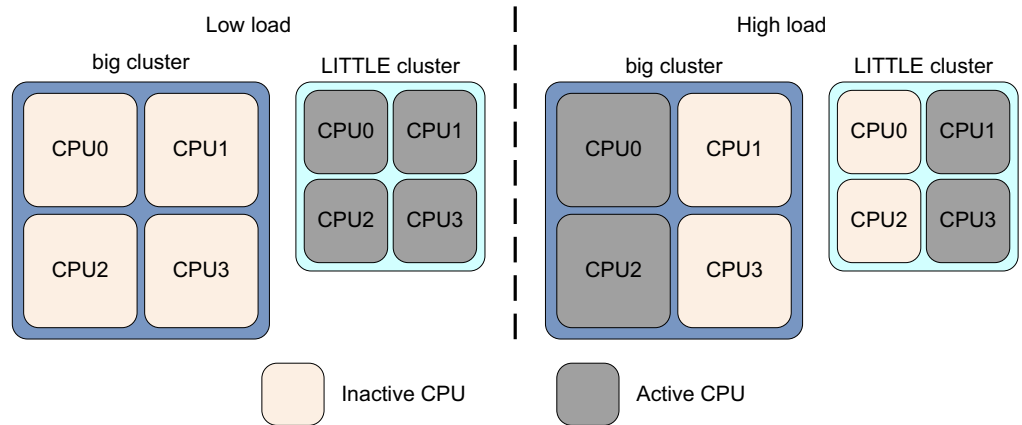 Low load
High load
big cluster
LITTLE cluster
big cluster
LITTLE cluster
CPU0 CPU1
CPU0 CPU1
CPU0 CPU1
CPU0 CPU1
CPU2 CPU3
CPU2 CPU3
CPU2 CPU3
CPU2 CPU3
Inactive CPU
Active CPU